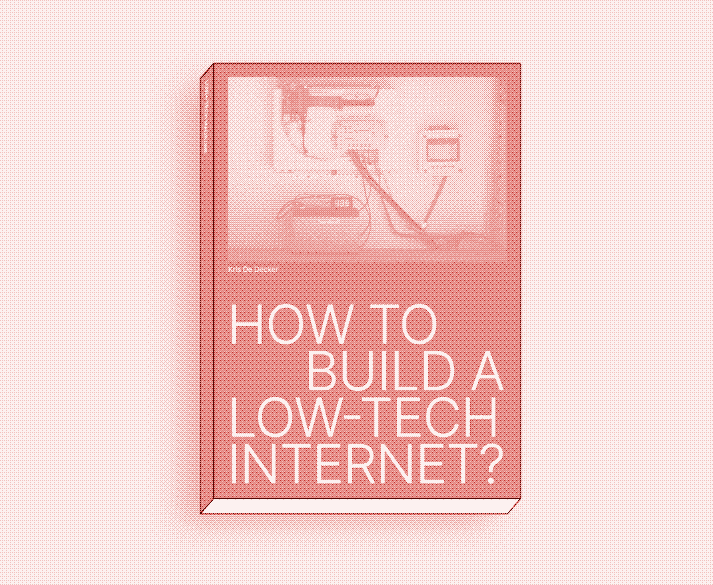 Kris De Decker
HOW TO
BUILD A
LOW-TECH
INTERNET?